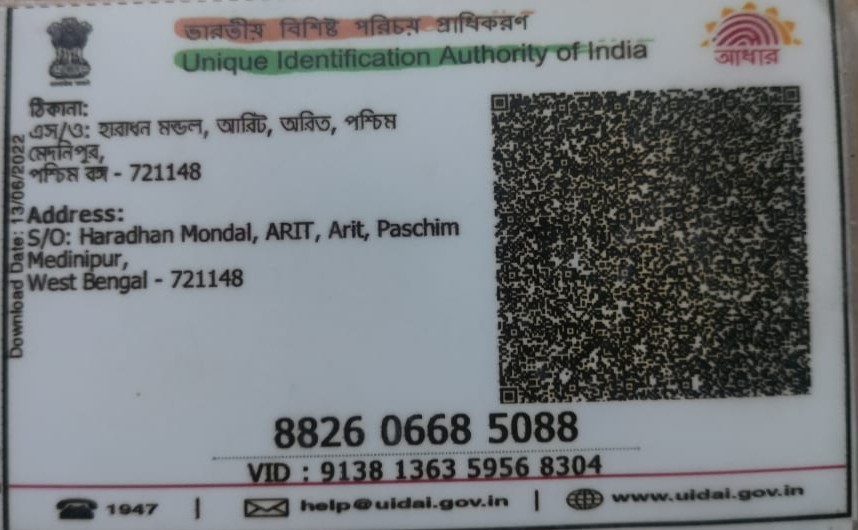 ভারতীয় বিশিষ্ট পরিচয় প্রাধিকরণ
Unique Identification Authority of India
আধার
ঠিকানা:
এস/ও: হারাধন মন্ডল, আরিট, অরিত, পশ্চিম
মেদিনীপুর,
পশ্চিম বঙ্গ - 721148
Address:
S/O: Haradhan Mondal, ARIT, Arit, Paschim
Medinipur,
West Bengal - 721148
Download Date: 13/06/2022
8826 0668 5088
VID : 9138 1363 5956 8304
1947 | help@uidai.gov.in | www.uidai.gov.in